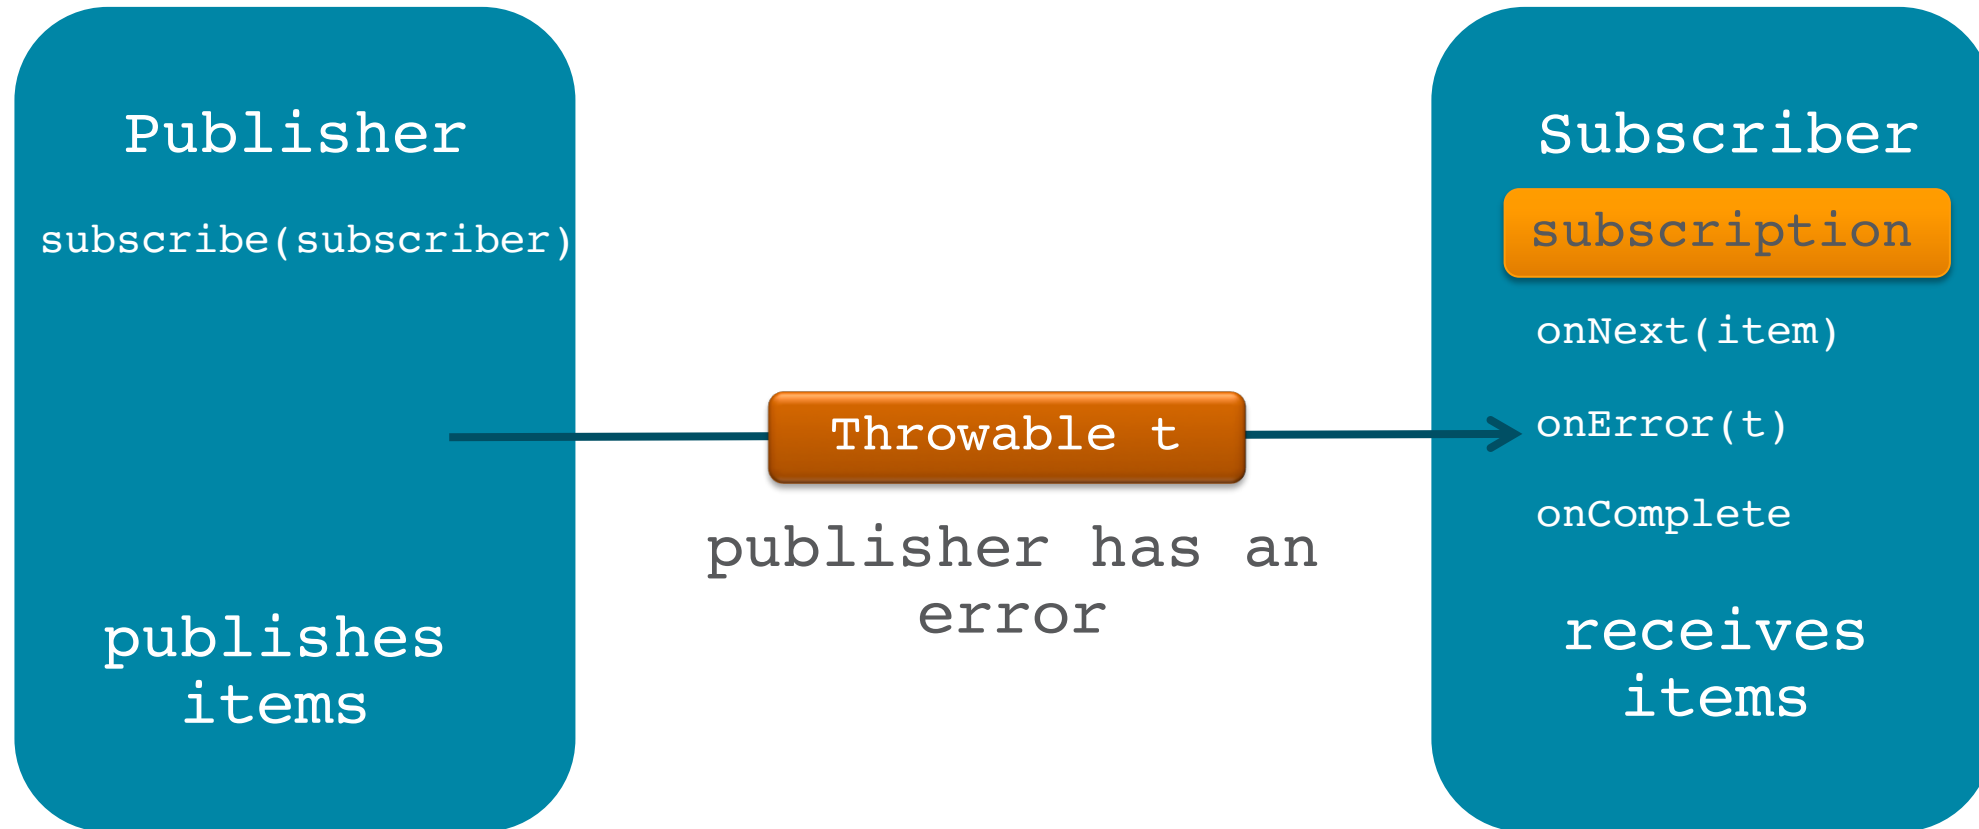 Publisher
subscribe(subscriber)
publishes
items
Throwable t
publisher has an
error
Subscriber
subscription
onNext(item)
onError(t)
onComplete
receives
items